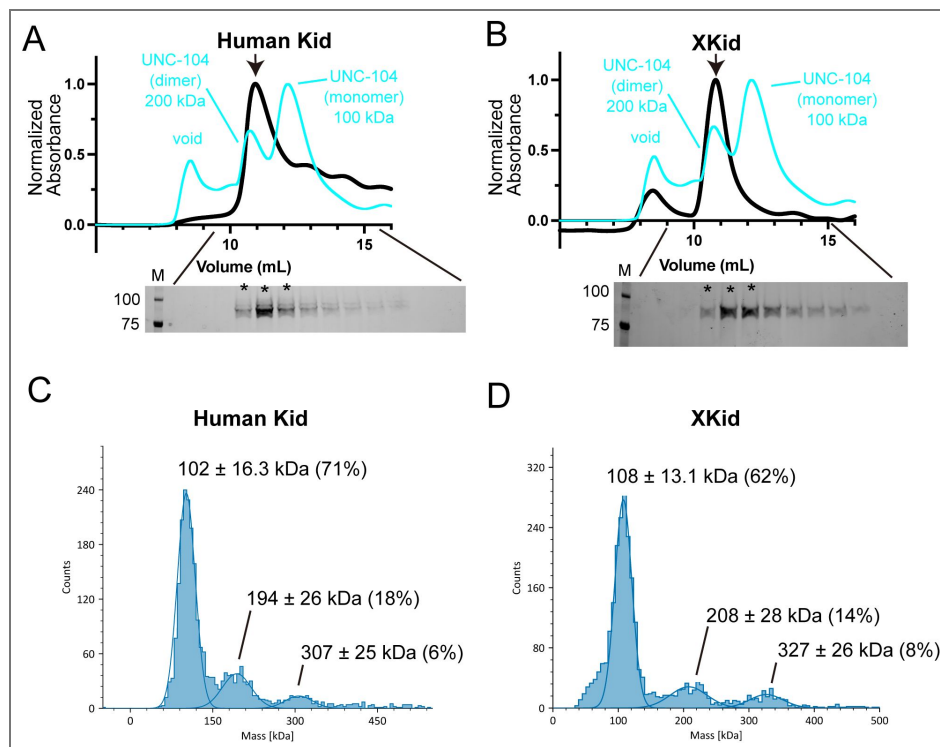 A
Human Kid
UNC-104
(dimer)
200 kDa
UNC-104
(monomer)
100 kDa
void
Normalized
Absorbance
1.0
0.5
0.0
10
15
Volume (mL)
M
* * *
100
75
B
XKid
UNC-104
(dimer)
200 kDa
UNC-104
(monomer)
100 kDa
void
Normalized
Absorbance
1.0
0.5
0.0
10
15
Volume (mL)
M
* * *
100
75
C
Human Kid
102 ± 16.3 kDa (71%)
194 ± 26 kDa (18%)
307 ± 25 kDa (6%)
Counts
240
180
120
60
0
0 150 300 450
Mass [kDa]
D
XKid
108 ± 13.1 kDa (62%)
208 ± 28 kDa (14%)
327 ± 26 kDa (8%)
Counts
320
240
160
80
0
0 100 200 300 400 500
Mass [kDa]